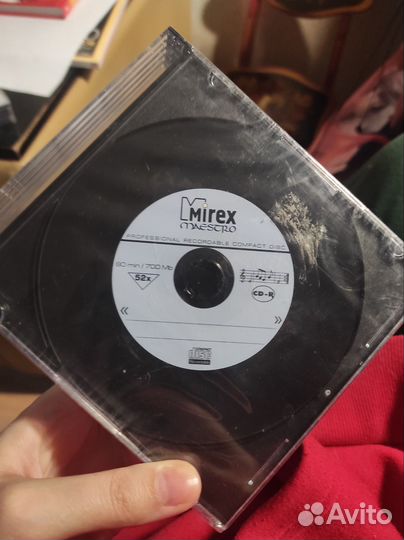 Mirex
MAESTRO
PROFESSIONAL RECORDABLE COMPACT DISC
80 min / 700 Mb
52x
CD-R
«
»
Avito